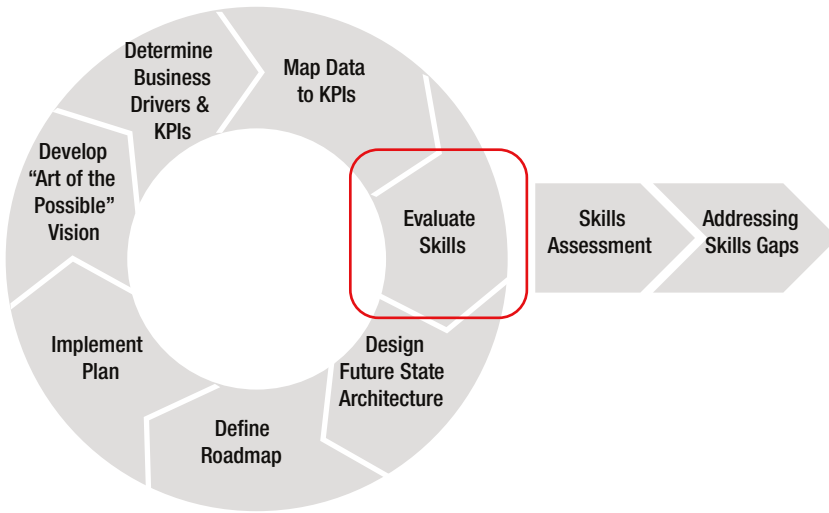 Determine
Business
Drivers &
KPIs
Map Data
to KPIs
Evaluate
Skills
Skills
Assessment
Addressing
Skills Gaps
Design
Future State
Architecture
Define
Roadmap
Implement
Plan
Develop
“Art of the
Possible”
Vision